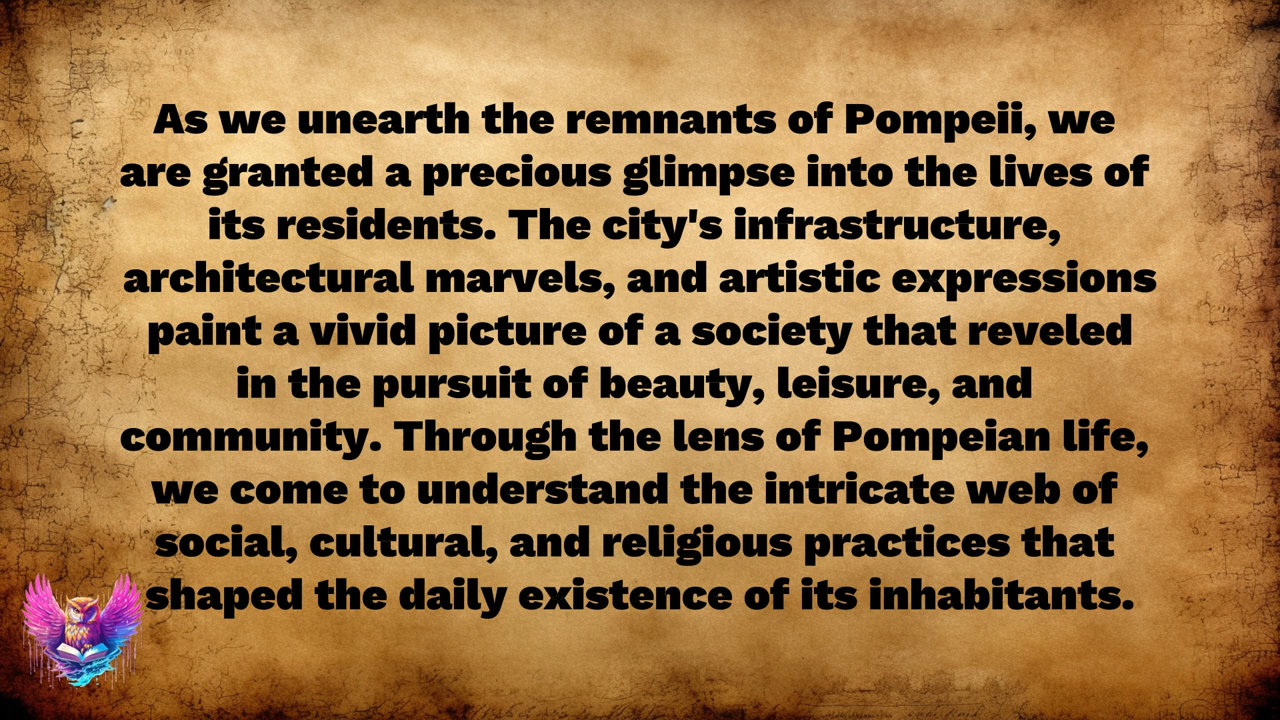 As we unearth the remnants of Pompeii, we
are granted a precious glimpse into the lives of
its residents. The city's infrastructure,
architectural marvels, and artistic expressions
paint a vivid picture of a society that reveled
in the pursuit of beauty, leisure, and
community. Through the lens of Pompeian life,
we come to understand the intricate web of
social, cultural, and religious practices that
shaped the daily existence of its inhabitants.